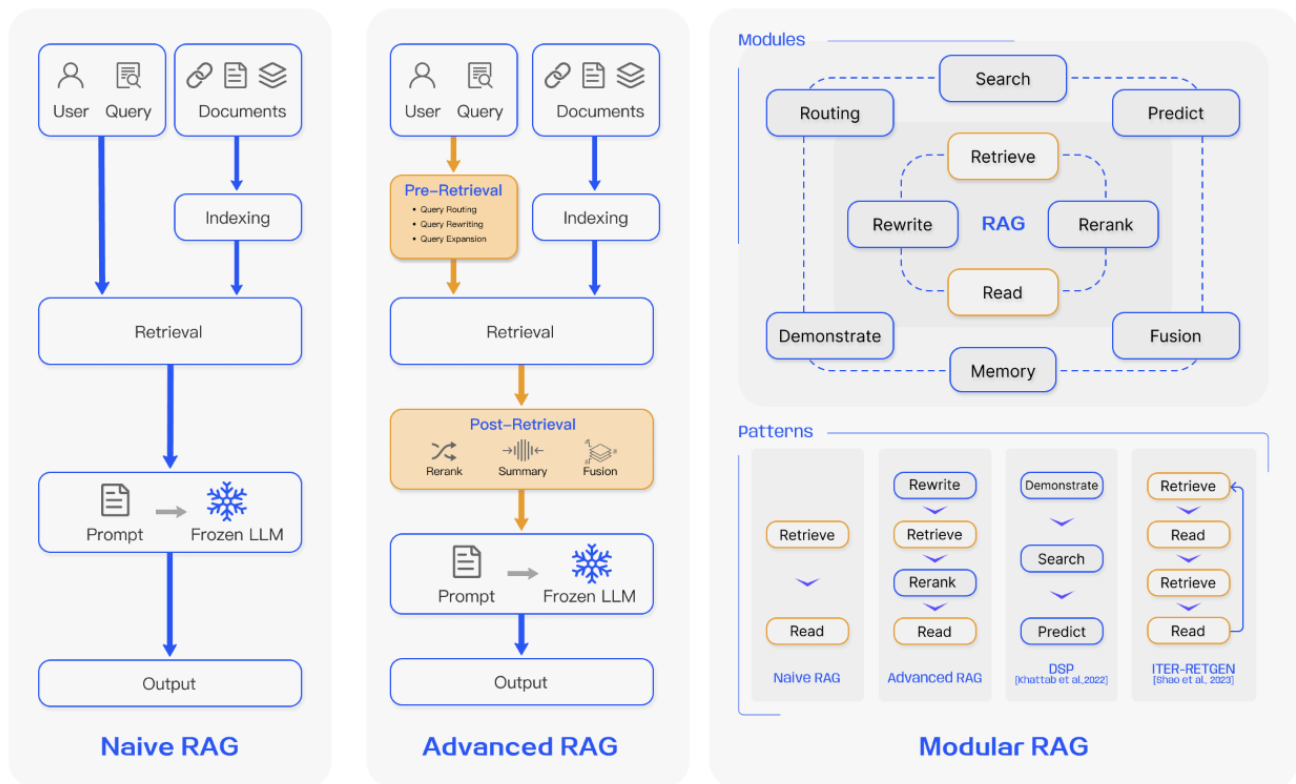 User Query
Documents
Indexing
Retrieval
Prompt
Frozen LLM
Output
Naive RAG
User Query
Documents
Pre-Retrieval
• Query Routing
• Query Rewriting
• Query Expansion
Indexing
Retrieval
Post-Retrieval
Rerank
Summary
Fusion
Prompt
Frozen LLM
Output
Advanced RAG
Modules
Search
Routing
Predict
Retrieve
Rewrite
RAG
Rerank
Read
Demonstrate
Fusion
Memory
Patterns
Retrieve
Read
Naive RAG
Rewrite
Retrieve
Rerank
Read
Advanced RAG
Demonstrate
Search
Predict
DSP
[Khattab et al.,2022]
Retrieve
Read
Retrieve
Read
ITER-RETGEN
[Shao et al., 2023]
Modular RAG